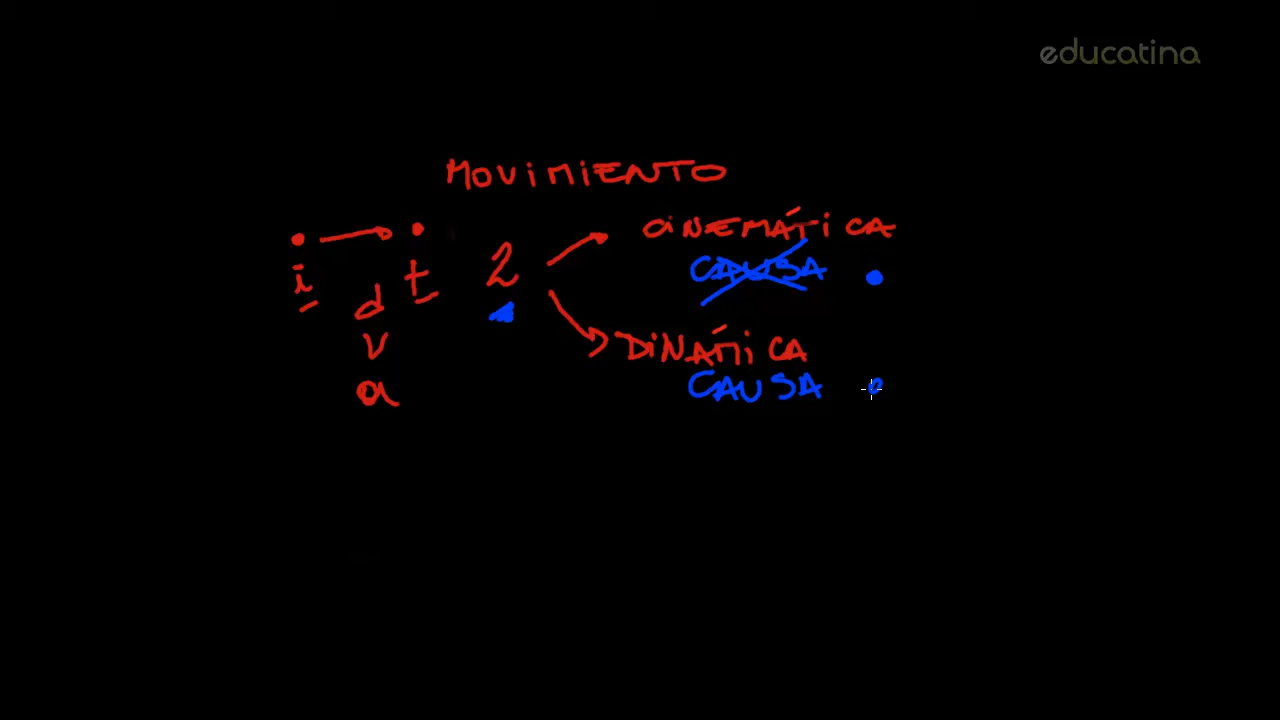 educatina
MOVIMIENTO
CINEMÁTICA
i
t
2
CAUSA
d
v
DINÁMICA
a
CAUSA